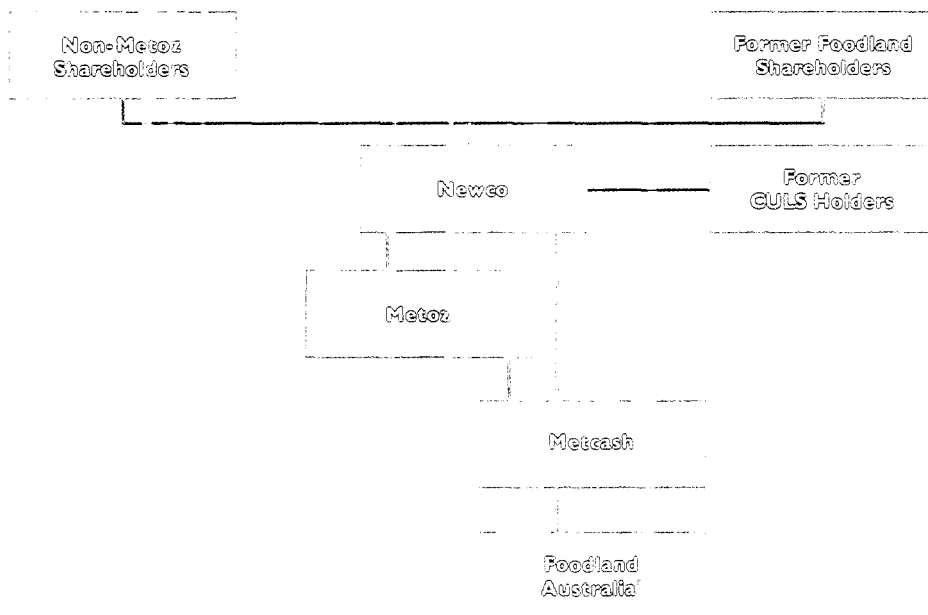 Non-Metoz
Shareholders
Former Foodland
Shareholders
Newco
Former
CULS Holders
Metoz
Metcash
Foodland
Australia'